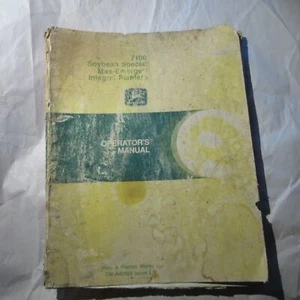 7100
Soybean Special
Max-Emerge
Integral Planters
OPERATOR'S
MANUAL